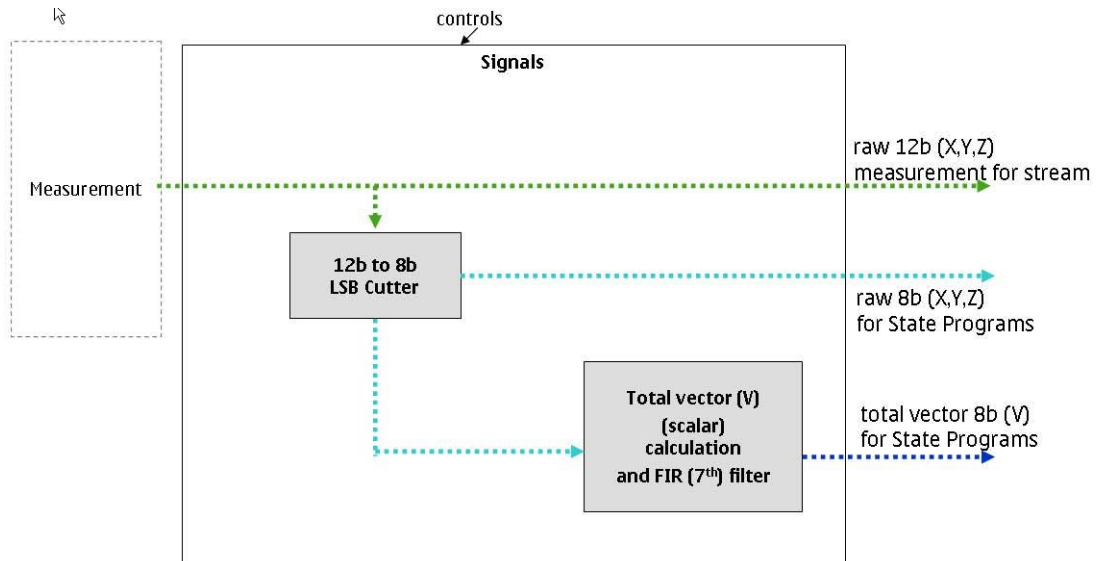 controls
Signals
Measurement
raw 12b (X,Y,Z)
measurement for stream
12b to 8b
LSB Cutter
raw 8b (X,Y,Z)
for State Programs
Total vector (V)
(scalar)
calculation
and FIR (7th) filter
total vector 8b (V)
for State Programs